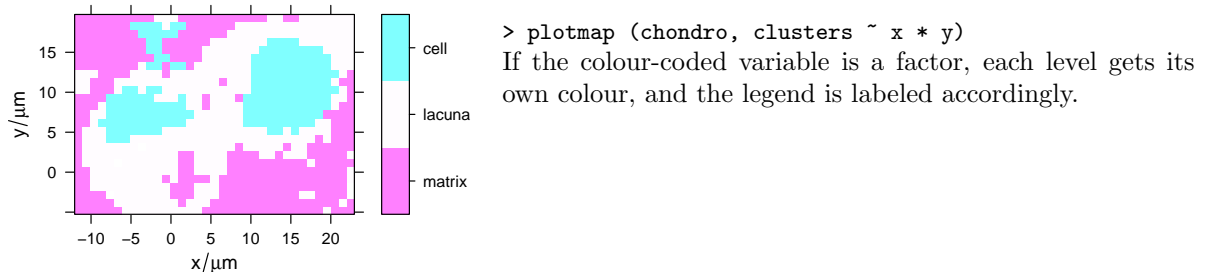 > plotmap (chondro, clusters ~ x * y)
If the colour-coded variable is a factor, each level gets its
own colour, and the legend is labeled accordingly.
y/μm
15
10
5
0
−10 −5 0 5 10 15 20
x/μm
cell
lacuna
matrix